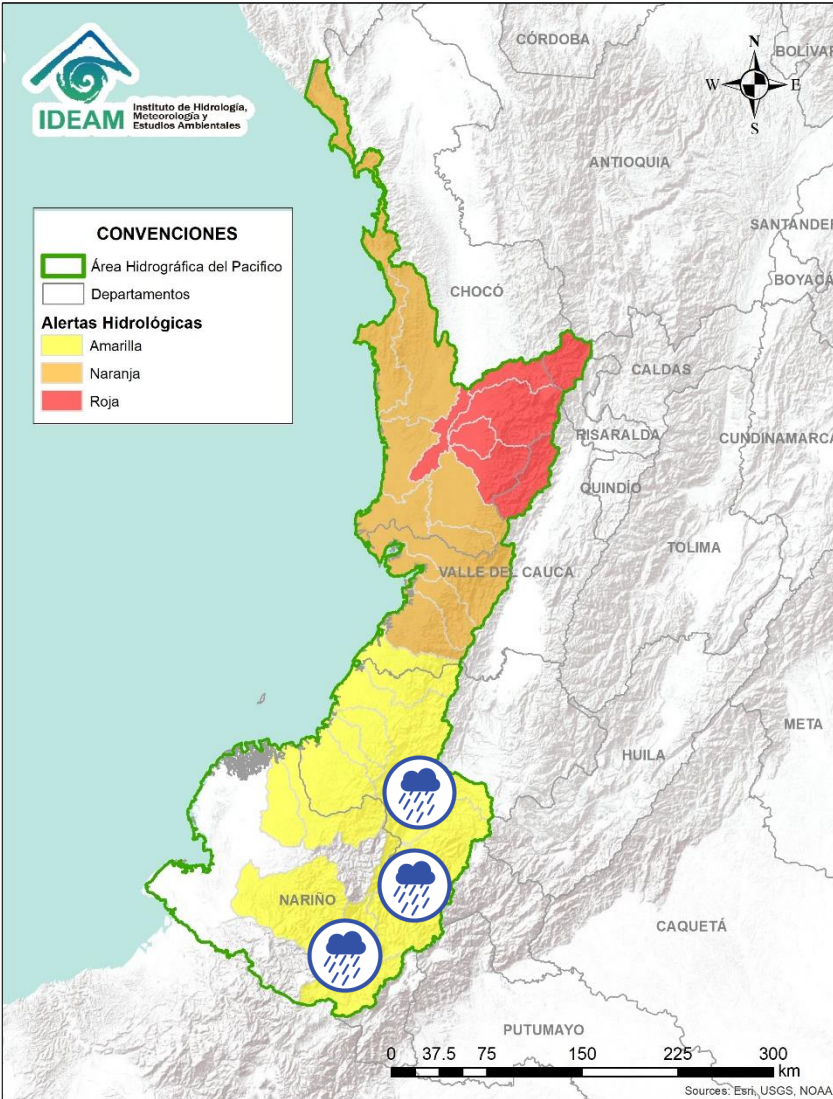 IDEAM
Instituto de Hidrología,
Meteorología y
Estudios Ambientales
CÓRDOBA
BOLÍVAR
N
W
E
S
ANTIOQUIA
SANTANDER
BOYACÁ
CONVENCIONES
Área Hidrográfica del Pacifico
Departamentos
Alertas Hidrológicas
Amarilla
Naranja
Roja
CHOCÓ
CALDAS
RISARALDA
CUNDINAMARCA
QUINDÍO
TOLIMA
VALLE DEL CAUCA
META
HUILA
NARIÑO
CAQUETÁ
PUTUMAYO
0 37.5 75 150 225 300
km
Sources: Esri, USGS, NOAA